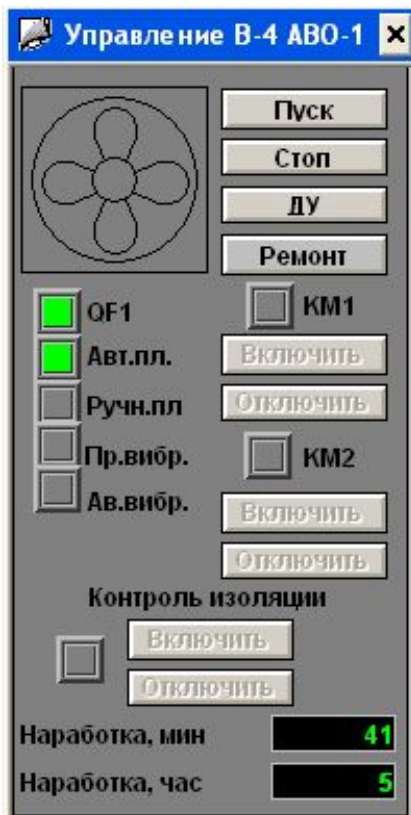 Управление В-4 АВО-1
Пуск
Стоп
ДУ
Ремонт
QF1
КМ1
Авт.пл.
Включить
Ручн.пл
Отключить
Пр.вибр.
КМ2
Ав.вибр.
Включить
Отключить
Контроль изоляции
Включить
Отключить
Наработка, мин 41
Наработка, час 5